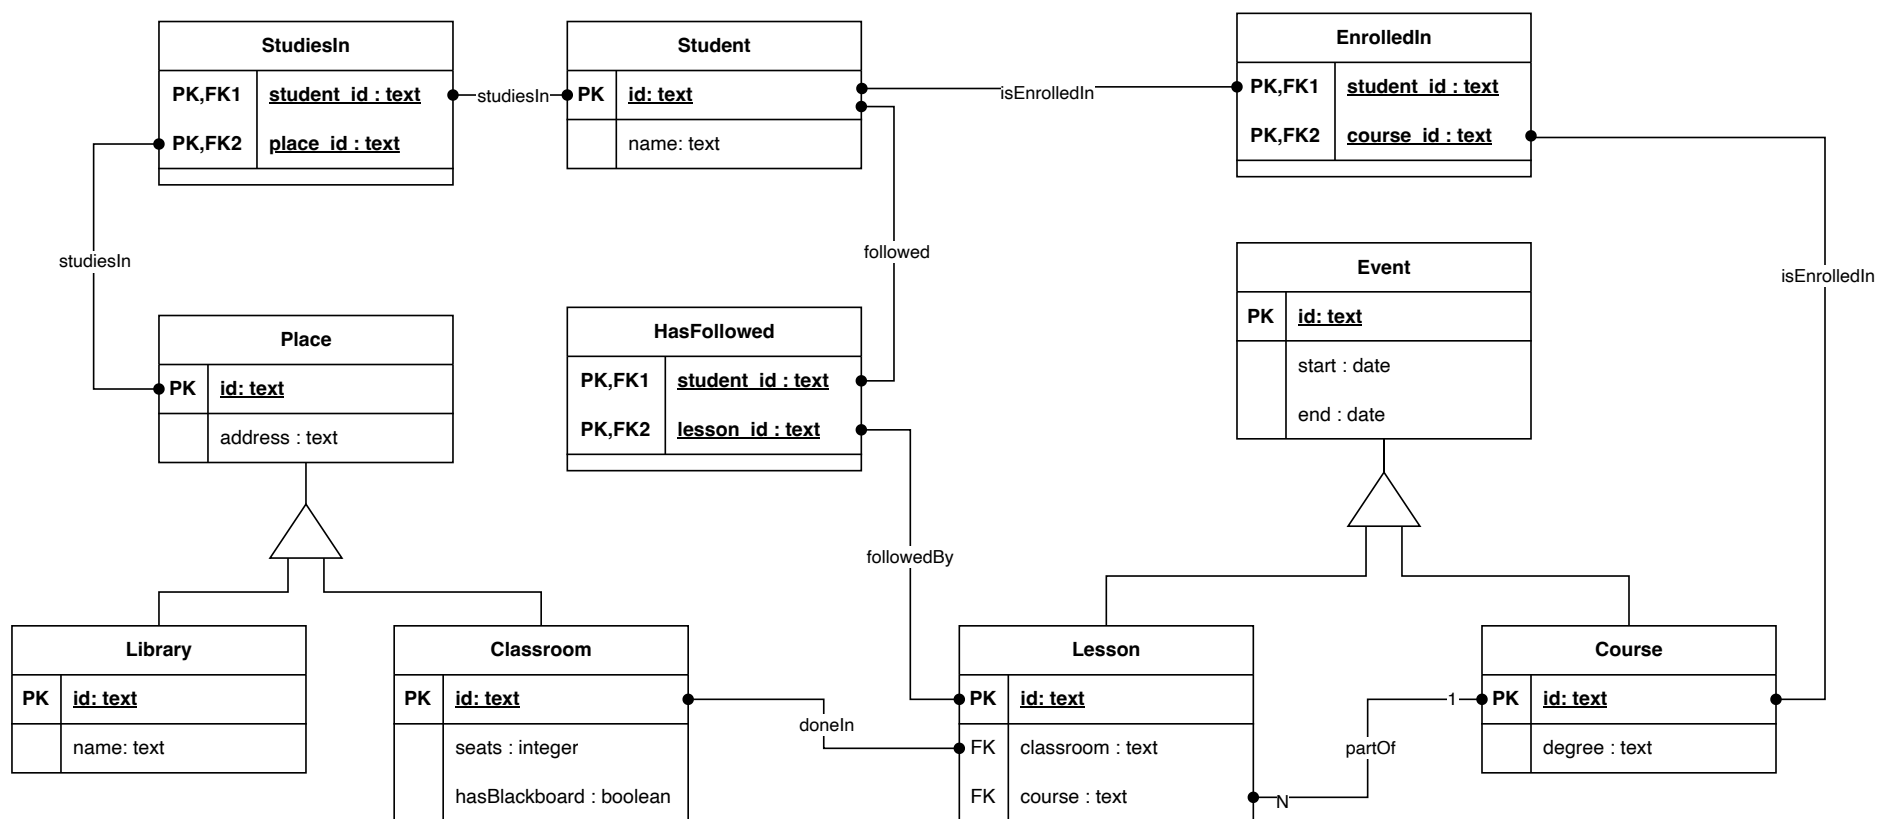 StudiesIn
PK,FK1 student_id : text
PK,FK2 place_id : text
studiesIn
Student
PK id: text
name: text
isEnrolledIn
EnrolledIn
PK,FK1 student_id : text
PK,FK2 course_id : text
studiesIn
followed
isEnrolledIn
Event
PK id: text
start : date
end : date
Place
PK id: text
address : text
HasFollowed
PK,FK1 student_id : text
PK,FK2 lesson_id : text
followedBy
Library
PK id: text
name: text
Classroom
PK id: text
seats : integer
hasBlackboard : boolean
doneIn
Lesson
PK id: text
FK classroom : text
FK course : text
N
partOf
1
Course
PK id: text
degree : text